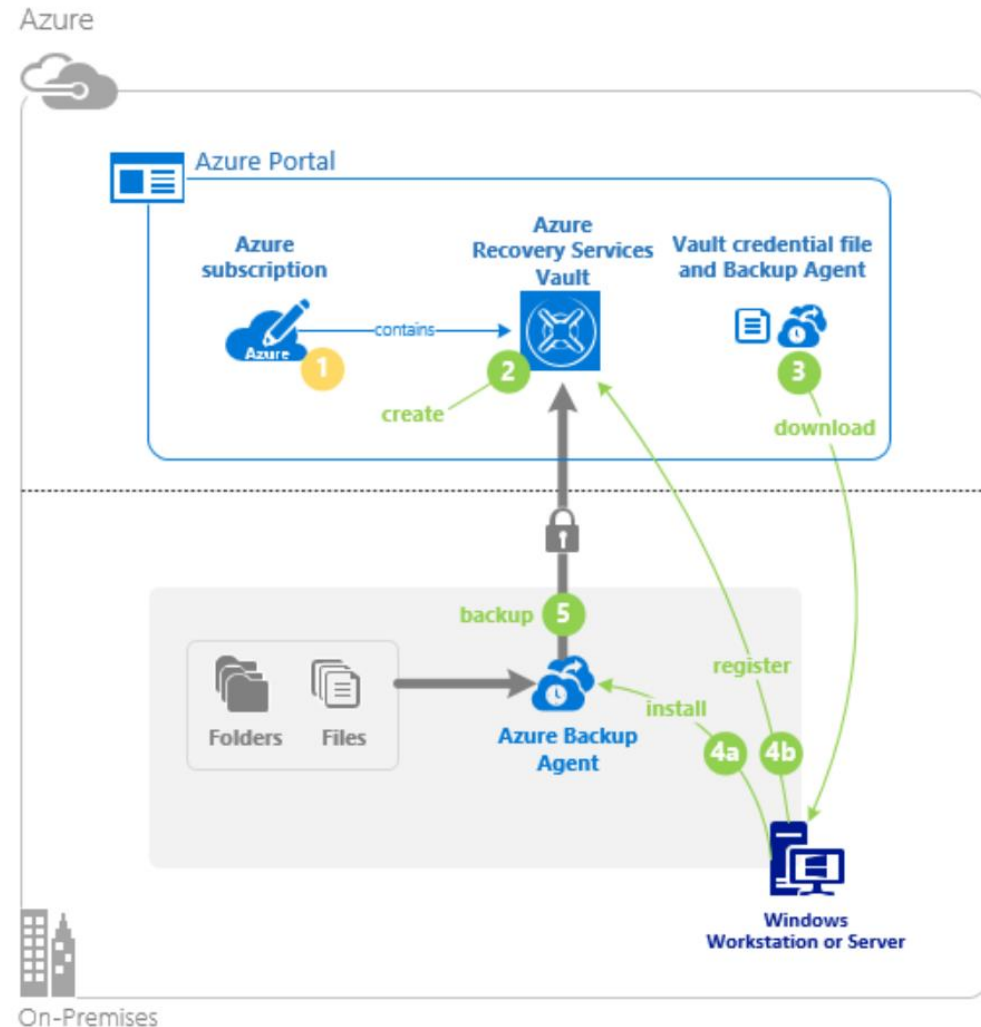 Azure
Azure Portal
Azure
subscription
Azure
Recovery Services
Vault
Vault credential file
and Backup Agent
contains
Azure
1
2
3
create
download
backup
5
Folders
Files
Azure Backup
Agent
install
register
4a
4b
Windows
Workstation or Server
On-Premises